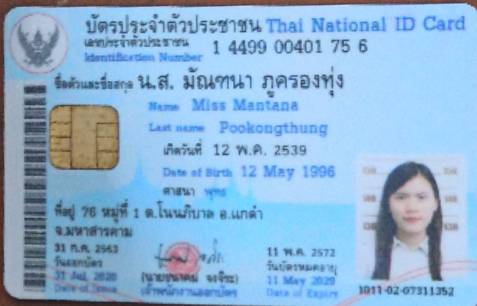 บัตรประจำตัวประชาชน Thai National ID Card
เลขประจำตัวประชาชน 1 4499 00401 75 6
Identification Number
ชื่อตัวและชื่อสกุล น.ส. มัณฑนา ภูครองทุ่ง
Name Miss Mantana
Last name Pookongthung
เกิดวันที่ 12 พ.ค. 2539
Date of Birth 12 May 1996
ศาสนา พุทธ
ที่อยู่ 76 หมู่ที่ 1 ต.โนนภิบาล อ.แกดำ
จ.มหาสารคาม
31 ก.ค. 2563
วันออกบัตร
31 Jul. 2020
Date of Issue
เจ้าพนักงานออกบัตร
11 พ.ค. 2572
วันบัตรหมดอายุ
11 May 2029
Date of Expiry
1011-02-07311352